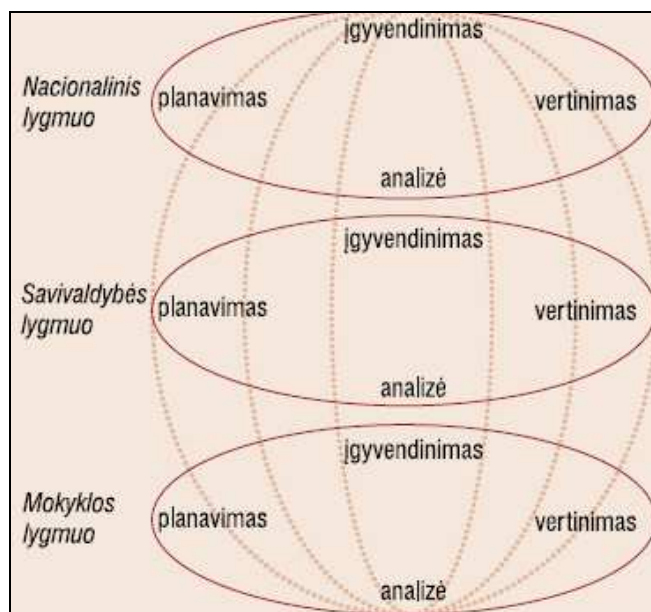 įgyvendinimas
Nacionalinis
lygmuo
planavimas
vertinimas
analizė
įgyvendinimas
Savivaldybės
lygmuo
planavimas
vertinimas
analizė
įgyvendinimas
Mokyklos
lygmuo
planavimas
vertinimas
analizė